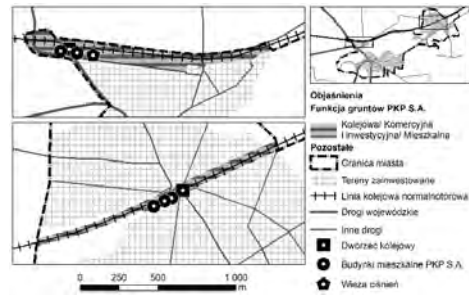 Objaśnienia
Funkcja gruntów PKP S.A.
Kolejowa/ Komercyjna
i inwestycyjna/ Mieszkalna
Pozostałe
Granica miasta
Tereny zainwestowane
Linia kolejowa normalnotorowa
Drogi wojewódzkie
Inne drogi
Dworzec kolejowy
Budynki mieszkalne PKP S.A.
Wieża ciśnień
0 250 500 1 000
m